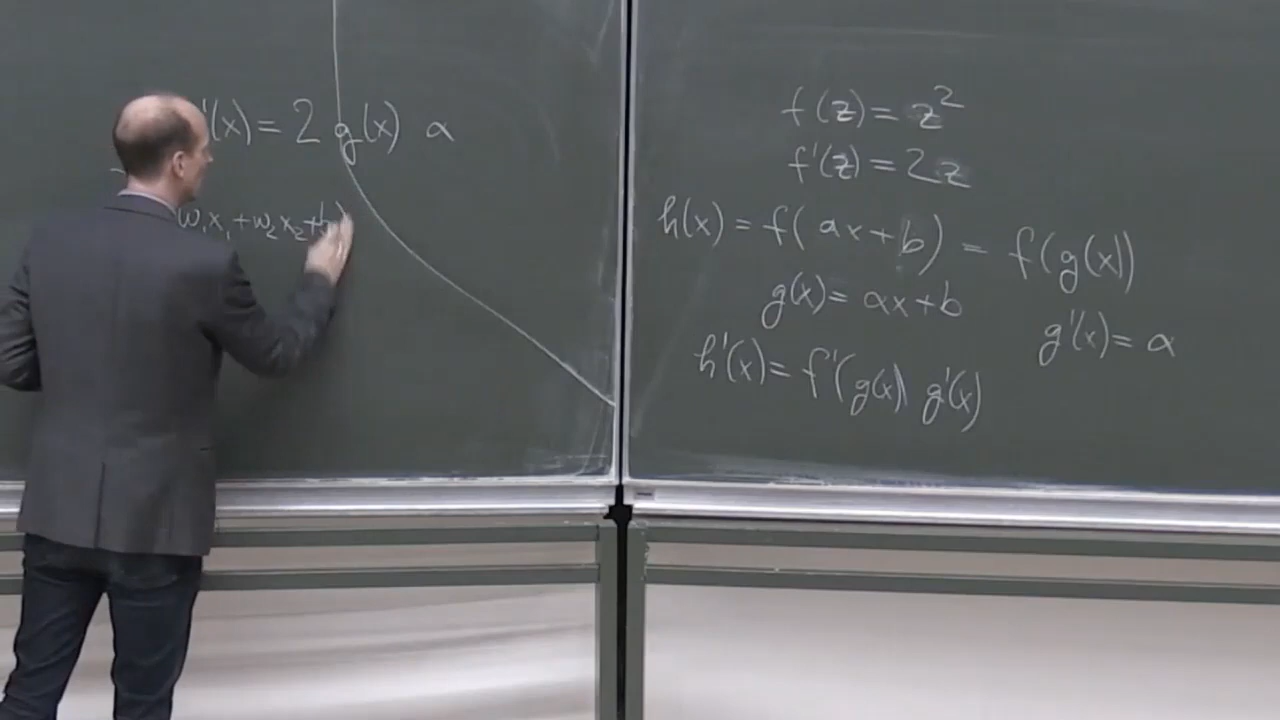 '(x) = 2 g(x) a
w₁x₁+w₂x₂+b)
f(z) = z²
f'(z) = 2z
h(x) = f(ax+b) = f(g(x))
g(x) = ax+b
g'(x) = a
h'(x) = f'(g(x)) g'(x)